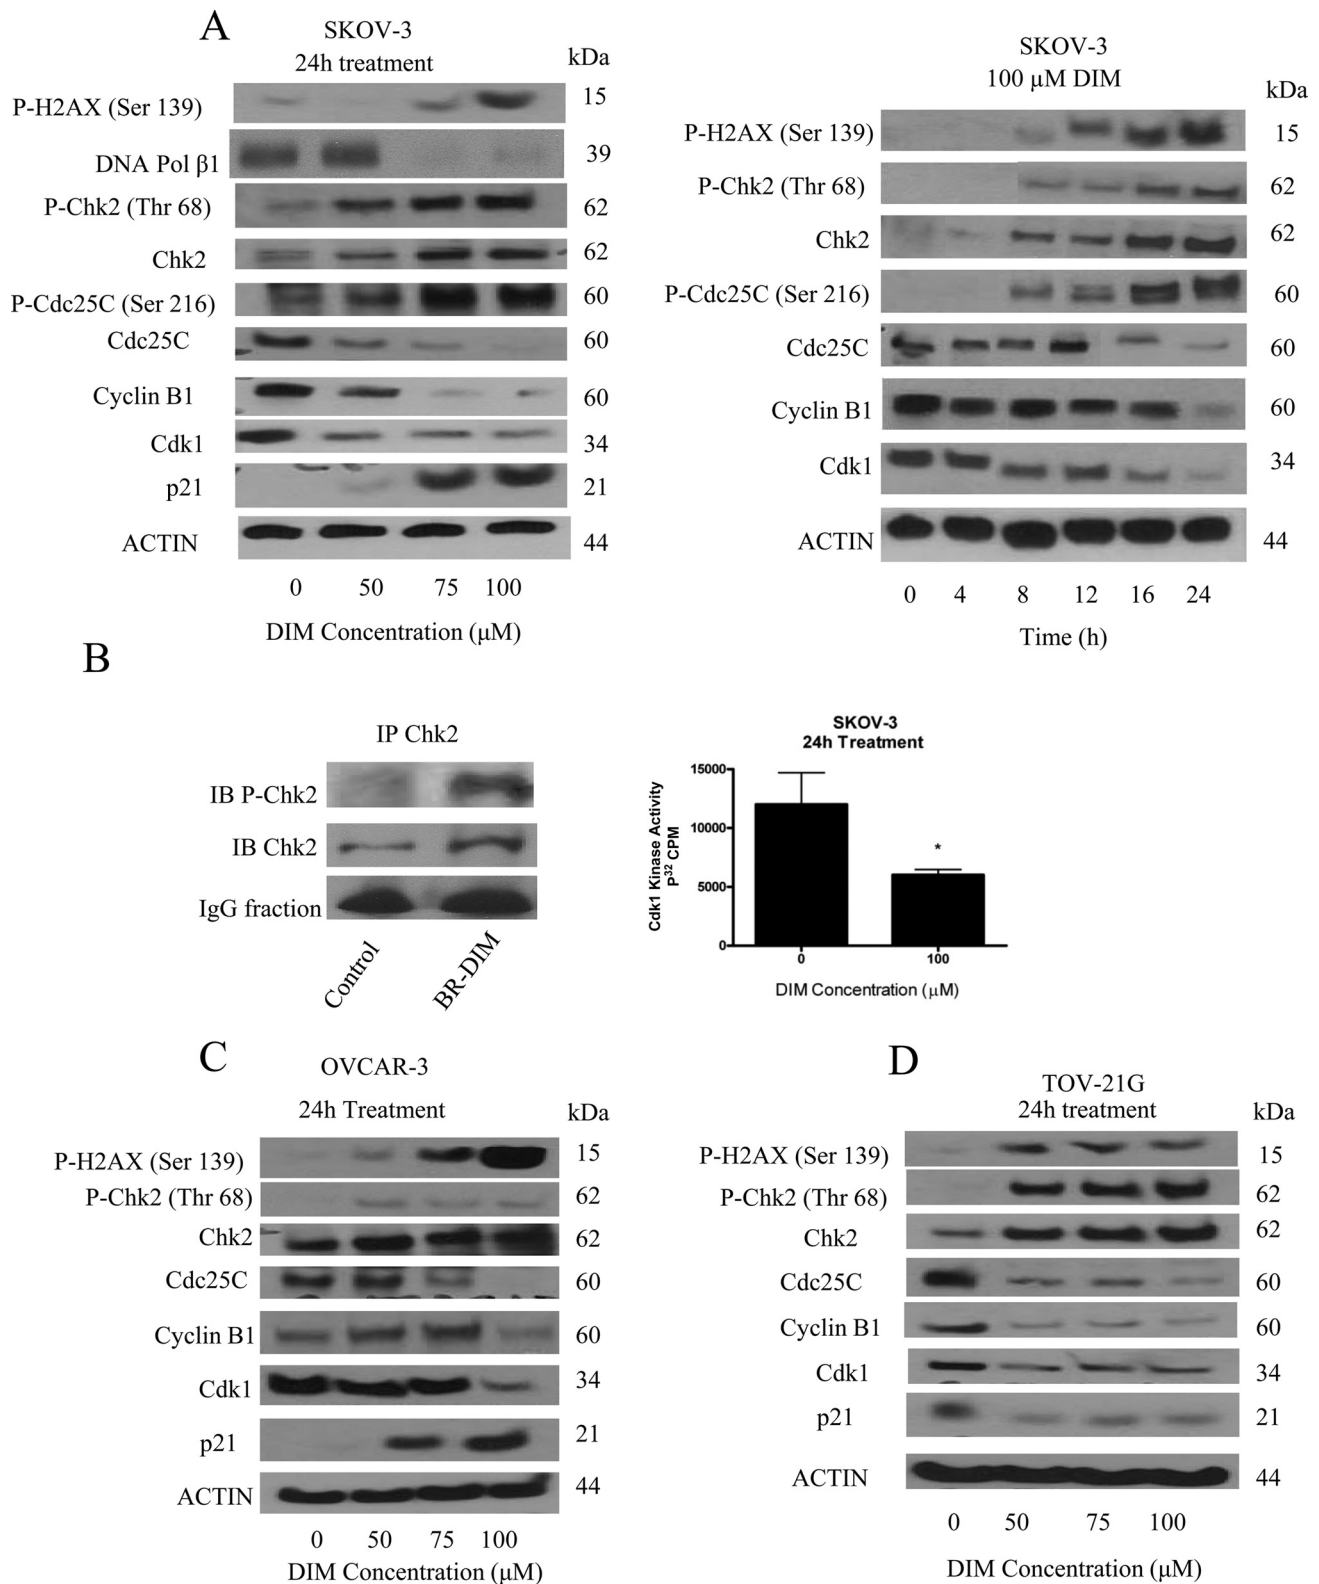 A
SKOV-3
24h treatment
kDa
P-H2AX (Ser 139)
15
DNA Pol β1
39
P-Chk2 (Thr 68)
62
Chk2
62
P-Cdc25C (Ser 216)
60
Cdc25C
60
Cyclin B1
60
Cdk1
34
p21
21
ACTIN
44
0 50 75 100
DIM Concentration (µM)
SKOV-3
100 µM DIM
kDa
P-H2AX (Ser 139)
15
P-Chk2 (Thr 68)
62
Chk2
62
P-Cdc25C (Ser 216)
60
Cdc25C
60
Cyclin B1
60
Cdk1
34
ACTIN
44
0 4 8 12 16 24
Time (h)
B
IP Chk2
IB P-Chk2
IB Chk2
IgG fraction
Control
BR-DIM
SKOV-3
24h Treatment
Cdk1 Kinase Activity
P32 CPM
15000
10000
5000
0
*
0 100
DIM Concentration (µM)
C
OVCAR-3
24h Treatment
kDa
P-H2AX (Ser 139)
15
P-Chk2 (Thr 68)
62
Chk2
62
Cdc25C
60
Cyclin B1
60
Cdk1
34
p21
21
ACTIN
44
0 50 75 100
DIM Concentration (µM)
D
TOV-21G
24h treatment
kDa
P-H2AX (Ser 139)
15
P-Chk2 (Thr 68)
62
Chk2
62
Cdc25C
60
Cyclin B1
60
Cdk1
34
p21
21
ACTIN
44
0 50 75 100
DIM Concentration (µM)